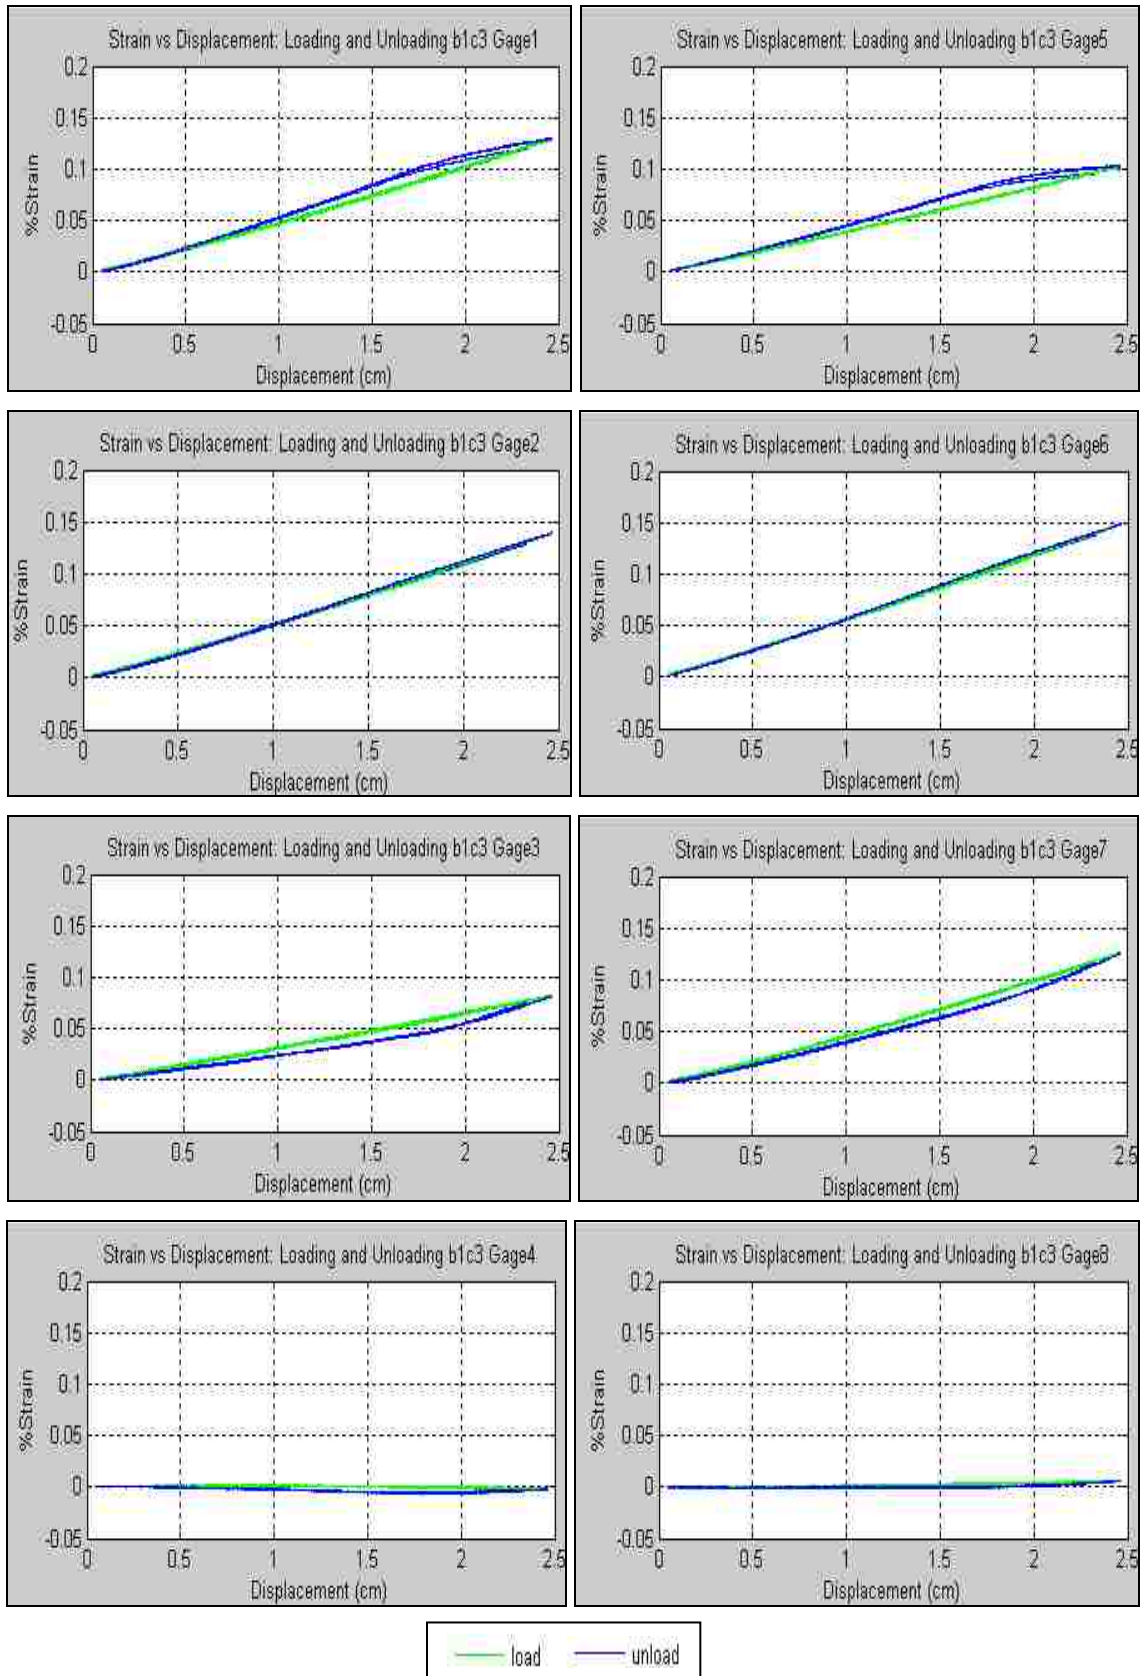 Strain vs Displacement: Loading and Unloading b1c3 Gage1
0.2
0.15
0.1
0.05
0
-0.05
%Strain
0 0.5 1 1.5 2 2.5
Displacement (cm)
Strain vs Displacement: Loading and Unloading b1c3 Gage5
0.2
0.15
0.1
0.05
0
-0.05
%Strain
0 0.5 1 1.5 2 2.5
Displacement (cm)
Strain vs Displacement: Loading and Unloading b1c3 Gage2
0.2
0.15
0.1
0.05
0
-0.05
%Strain
0 0.5 1 1.5 2 2.5
Displacement (cm)
Strain vs Displacement: Loading and Unloading b1c3 Gage6
0.2
0.15
0.1
0.05
0
-0.05
%Strain
0 0.5 1 1.5 2 2.5
Displacement (cm)
Strain vs Displacement: Loading and Unloading b1c3 Gage3
0.2
0.15
0.1
0.05
0
-0.05
%Strain
0 0.5 1 1.5 2 2.5
Displacement (cm)
Strain vs Displacement: Loading and Unloading b1c3 Gage7
0.2
0.15
0.1
0.05
0
-0.05
%Strain
0 0.5 1 1.5 2 2.5
Displacement (cm)
Strain vs Displacement: Loading and Unloading b1c3 Gage4
0.2
0.15
0.1
0.05
0
-0.05
%Strain
0 0.5 1 1.5 2 2.5
Displacement (cm)
Strain vs Displacement: Loading and Unloading b1c3 Gage8
0.2
0.15
0.1
0.05
0
-0.05
%Strain
0 0.5 1 1.5 2 2.5
Displacement (cm)
load unload